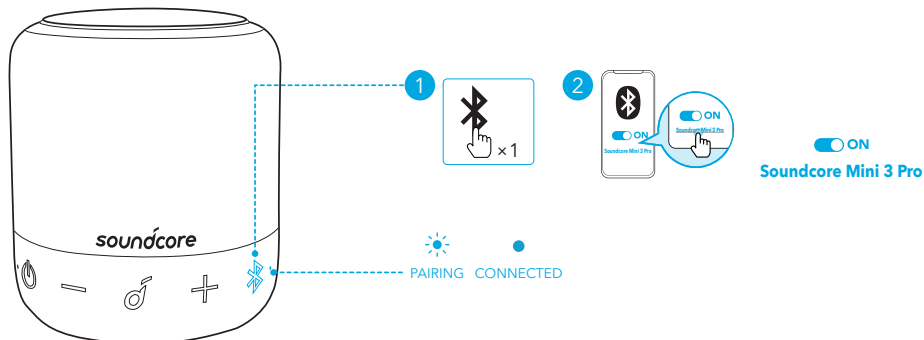 soundcore
1
×1
2
ON
Soundcore Mini 3 Pro
ON
Soundcore Mini 3 Pro
ON
Soundcore Mini 3 Pro
PAIRING CONNECTED